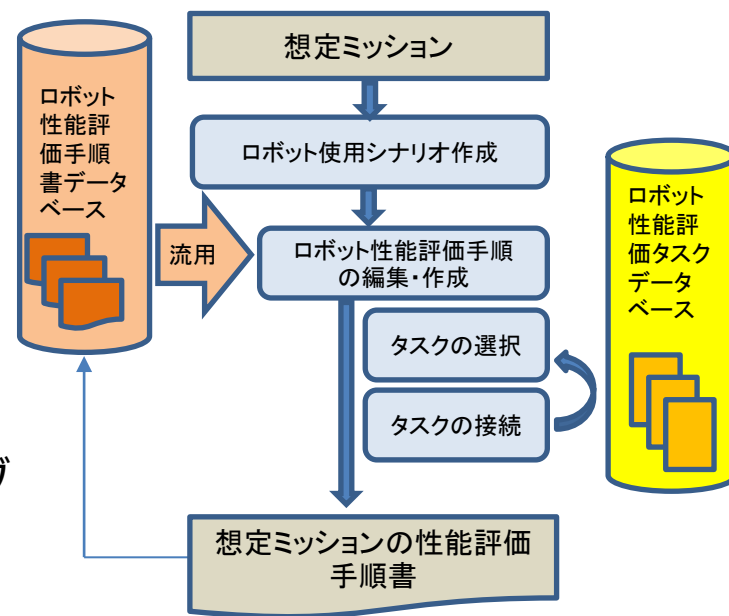 想定ミッション
ロボット
性能評
価手順
書データ
ベース
ロボット使用シナリオ作成
流用
ロボット性能評価手順
の編集・作成
ロボット
性能評
価タスク
データ
ベース
タスクの選択
タスクの接続
ヴ
想定ミッションの性能評価
手順書